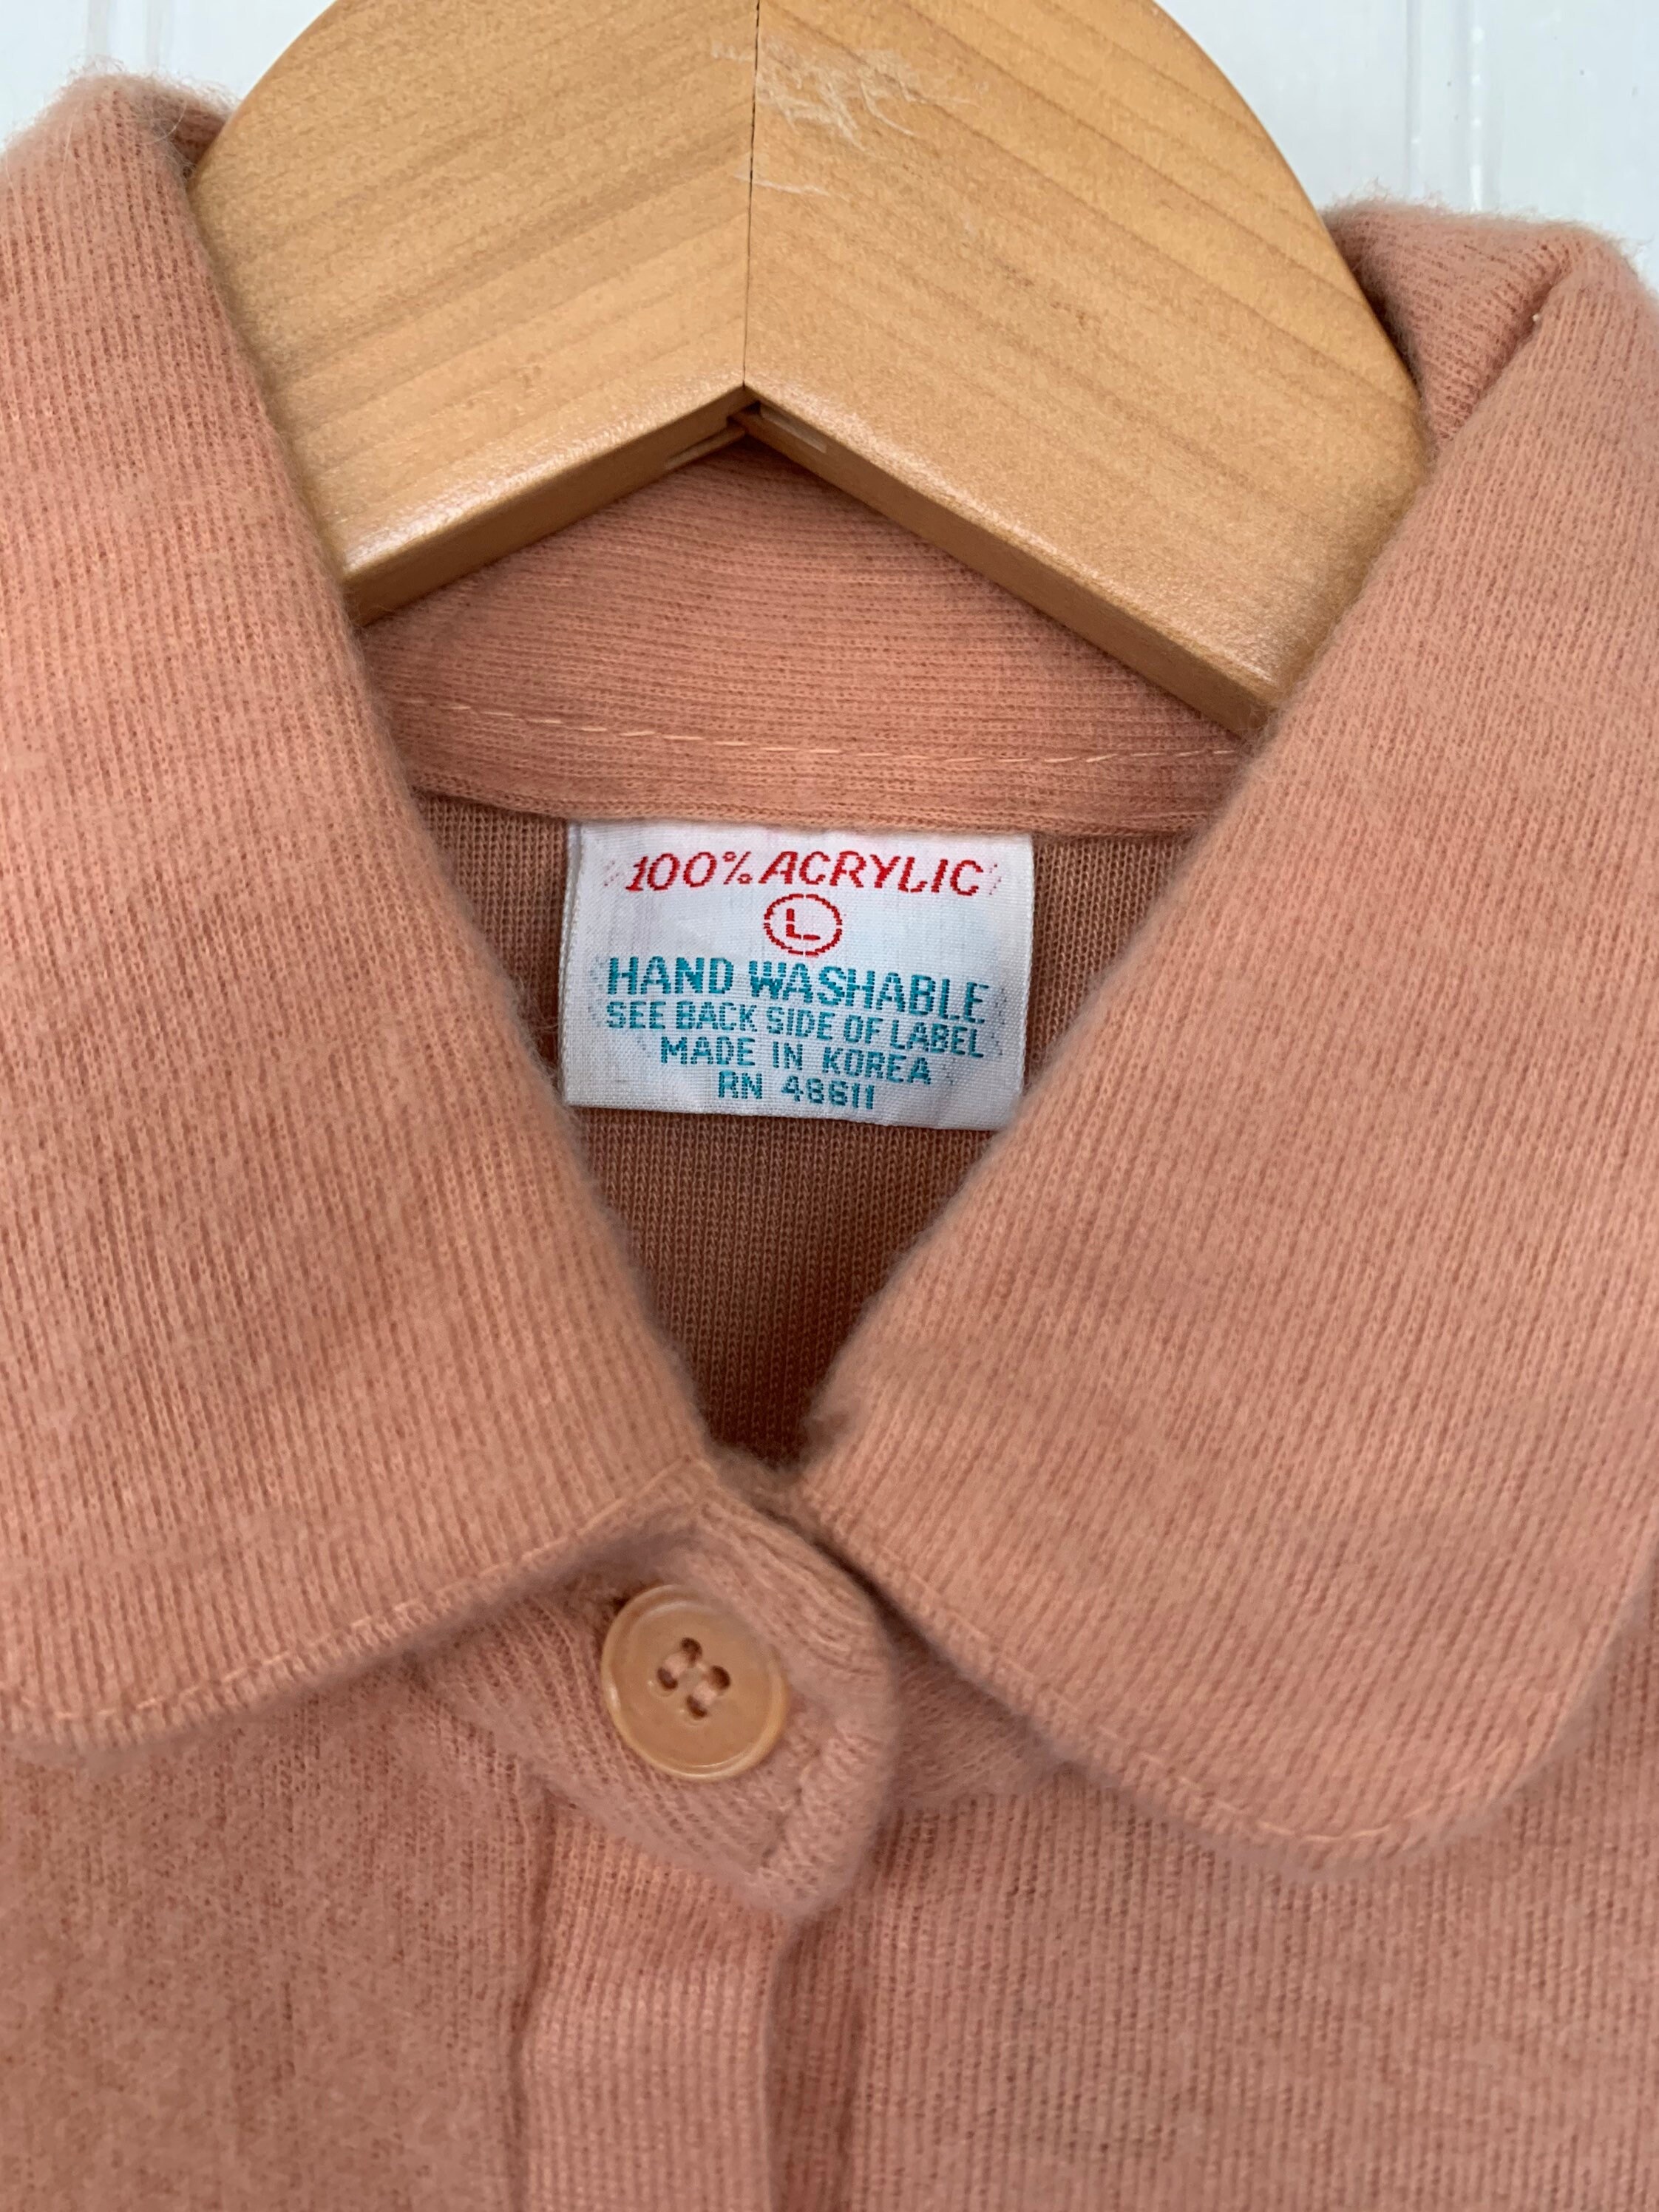 100% ACRYLIC
L
HAND WASHABLE
SEE BACK SIDE OF LABEL
MADE IN KOREA
RN 48611